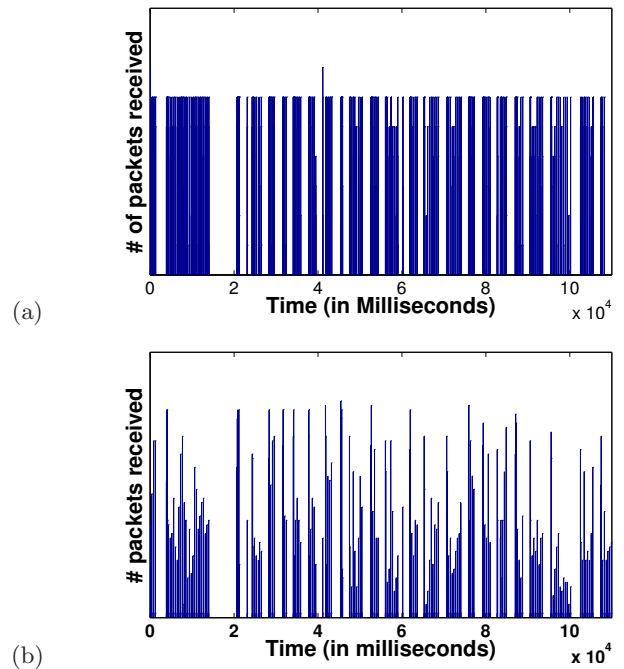 # of packets received
0 2 4 6 8 10
Time (in Milliseconds)
x 10^4
(a)
# packets received
0 2 4 6 8 10
Time (in milliseconds)
x 10^4
(b)